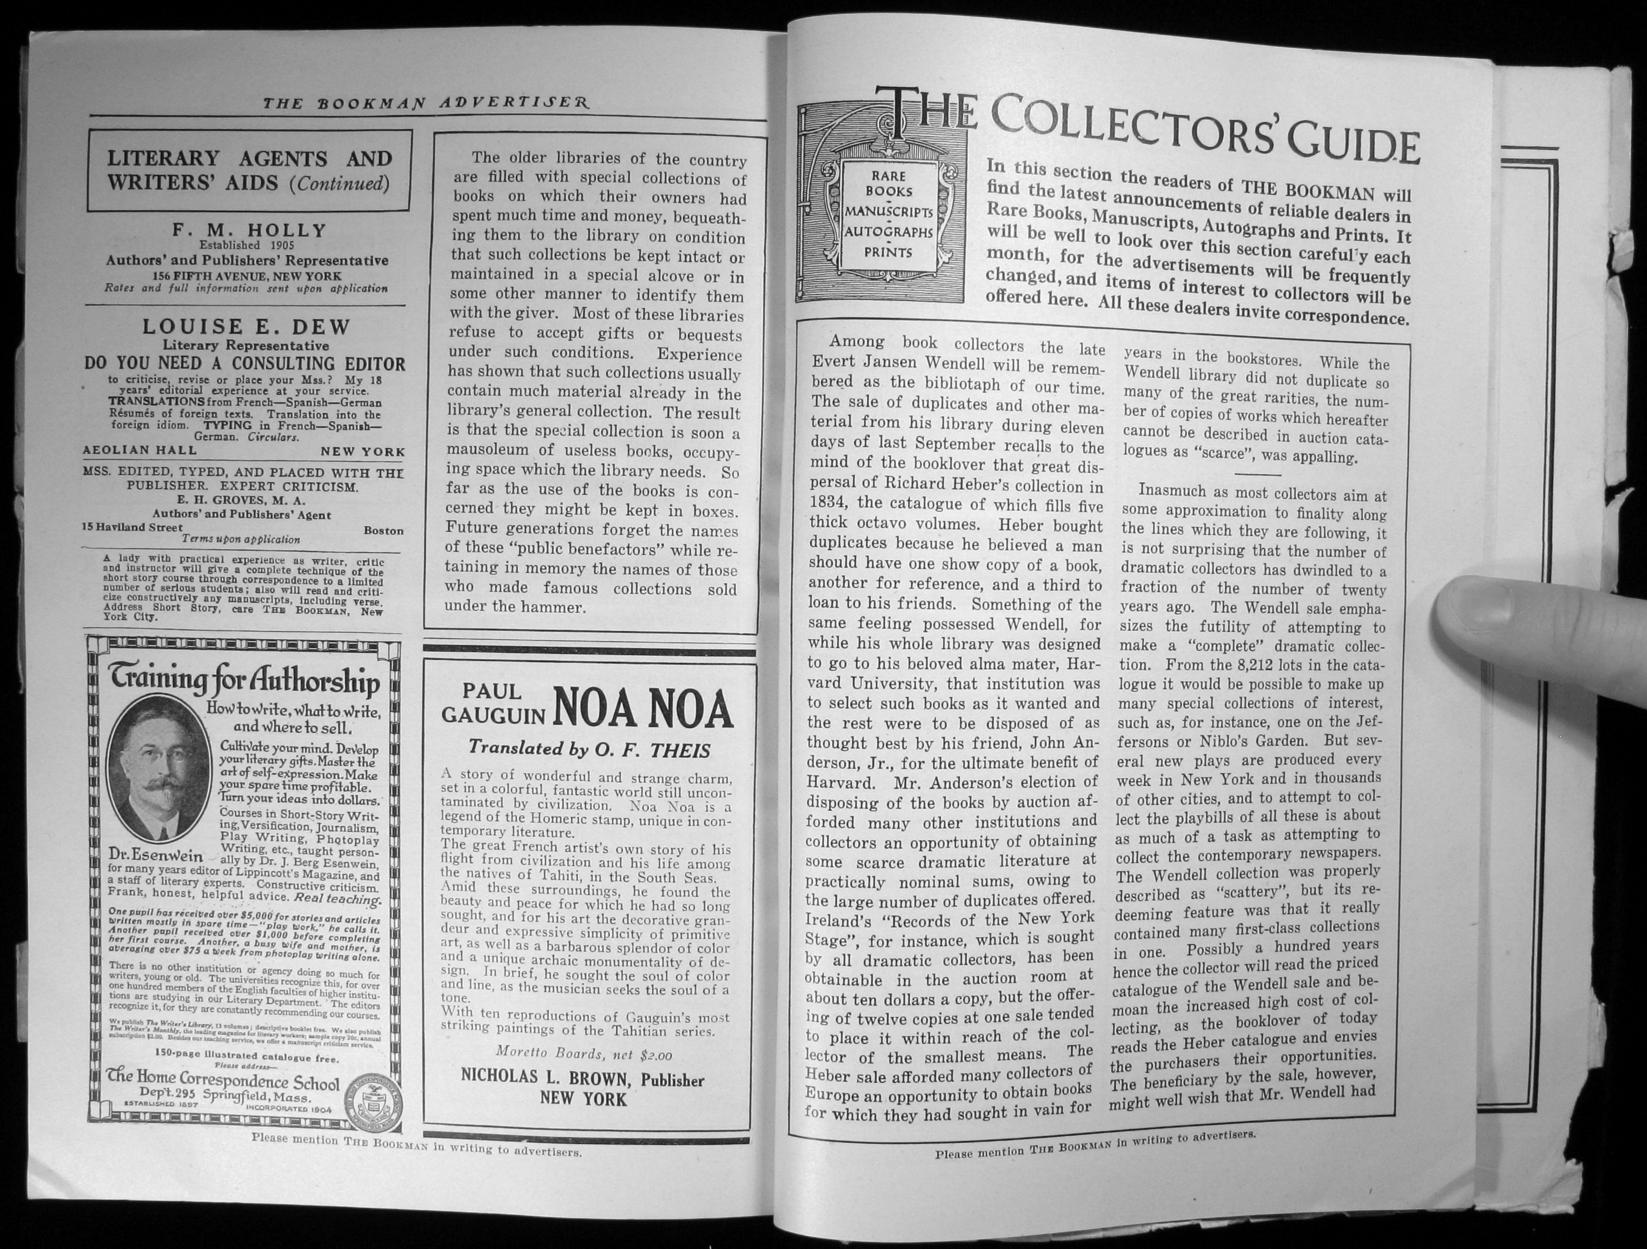 THE BOOKMAN ADVERTISER
LITERARY AGENTS AND
WRITERS' AIDS (Continued)
F. M. HOLLY
Established 1905
Authors' and Publishers' Representative
156 FIFTH AVENUE, NEW YORK
Rates and full information sent upon application
LOUISE E. DEW
Literary Representative
DO YOU NEED A CONSULTING EDITOR
to criticise, revise or place your Mss.? My 18
years' editorial experience at your service.
TRANSLATIONS from French—Spanish—German
Résumés of foreign texts. Translation into the
foreign idiom. TYPING in French—Spanish—
German. Circulars.
AEOLIAN HALL NEW YORK
MSS. EDITED, TYPED, AND PLACED WITH THE
PUBLISHER. EXPERT CRITICISM.
E. H. GROVES, M. A.
Authors' and Publishers' Agent
15 Haviland Street Boston
Terms upon application
A lady with practical experience as writer, critic
and instructor will give a complete technique of the
short story course through correspondence to a limited
number of serious students; also will read and criti-
cize constructively any manuscripts, including verse.
Address Short Story, care THE BOOKMAN, New
York City.
Training for Authorship
How to write, what to write,
and where to sell.
Cultivate your mind. Develop
your literary gifts. Master the
art of self-expression. Make
your spare time profitable.
Turn your ideas into dollars.
Courses in Short-Story Writ-
ing, Versification, Journalism,
Play Writing, Photoplay
Writing, etc., taught person-
Dr. Esenwein ally by Dr. J. Berg Esenwein,
for many years editor of Lippincott's Magazine, and
a staff of literary experts. Constructive criticism.
Frank, honest, helpful advice. Real teaching.
One pupil has received over $5,000 for stories and articles
written mostly in spare time—"play work," he calls it.
Another pupil received over $1,000 before completing
her first course. Another, a busy wife and mother, is
averaging over $75 a week from photoplay writing alone.
There is no other institution or agency doing so much for
writers, young or old. The universities recognize this, for over
one hundred members of the English faculties of higher institu-
tions are studying in our Literary Department. The editors
recognize it, for they are constantly recommending our courses.
We publish The Writer's Library, 13 volumes; descriptive booklet free. We also publish
The Writer's Monthly, the leading magazine for literary workers; sample copy 20c, annual
subscription $2.00. Besides our teaching service, we offer a manuscript criticism service.
150-page illustrated catalogue free.
Please address—
The Home Correspondence School
Dep't. 295 Springfield, Mass.
ESTABLISHED 1897 INCORPORATED 1904
The older libraries of the country
are filled with special collections of
books on which their owners had
spent much time and money, bequeath-
ing them to the library on condition
that such collections be kept intact or
maintained in a special alcove or in
some other manner to identify them
with the giver. Most of these libraries
refuse to accept gifts or bequests
under such conditions. Experience
has shown that such collections usually
contain much material already in the
library's general collection. The result
is that the special collection is soon a
mausoleum of useless books, occupy-
ing space which the library needs. So
far as the use of the books is con-
cerned they might be kept in boxes.
Future generations forget the names
of these "public benefactors" while re-
taining in memory the names of those
who made famous collections sold
under the hammer.
PAUL
GAUGUIN NOA NOA
Translated by O. F. THEIS
A story of wonderful and strange charm,
set in a colorful, fantastic world still uncon-
taminated by civilization. Noa Noa is a
legend of the Homeric stamp, unique in con-
temporary literature.
The great French artist's own story of his
flight from civilization and his life among
the natives of Tahiti, in the South Seas.
Amid these surroundings, he found the
beauty and peace for which he had so long
sought, and for his art the decorative gran-
deur and expressive simplicity of primitive
art, as well as a barbarous splendor of color
and a unique archaic monumentality of de-
sign. In brief, he sought the soul of color
and line, as the musician seeks the soul of a
tone.
With ten reproductions of Gauguin's most
striking paintings of the Tahitian series.
Moretto Boards, net $2.00
NICHOLAS L. BROWN, Publisher
NEW YORK
Please mention THE BOOKMAN in writing to advertisers.
THE COLLECTORS' GUIDE
RARE
BOOKS
MANUSCRIPTS
AUTOGRAPHS
PRINTS
In this section the readers of THE BOOKMAN will
find the latest announcements of reliable dealers in
Rare Books, Manuscripts, Autographs and Prints. It
will be well to look over this section carefully each
month, for the advertisements will be frequently
changed, and items of interest to collectors will be
offered here. All these dealers invite correspondence.
Among book collectors the late
Evert Jansen Wendell will be remem-
bered as the bibliotaph of our time.
The sale of duplicates and other ma-
terial from his library during eleven
days of last September recalls to the
mind of the booklover that great dis-
persal of Richard Heber's collection in
1834, the catalogue of which fills five
thick octavo volumes. Heber bought
duplicates because he believed a man
should have one show copy of a book,
another for reference, and a third to
loan to his friends. Something of the
same feeling possessed Wendell, for
while his whole library was designed
to go to his beloved alma mater, Har-
vard University, that institution was
to select such books as it wanted and
the rest were to be disposed of as
thought best by his friend, John An-
derson, Jr., for the ultimate benefit of
Harvard. Mr. Anderson's election of
disposing of the books by auction af-
forded many other institutions and
collectors an opportunity of obtaining
some scarce dramatic literature at
practically nominal sums, owing to
the large number of duplicates offered.
Ireland's "Records of the New York
Stage", for instance, which is sought
by all dramatic collectors, has been
obtainable in the auction room at
about ten dollars a copy, but the offer-
ing of twelve copies at one sale tended
to place it within reach of the col-
lector of the smallest means. The
Heber sale afforded many collectors of
Europe an opportunity to obtain books
for which they had sought in vain for
years in the bookstores. While the
Wendell library did not duplicate so
many of the great rarities, the num-
ber of copies of works which hereafter
cannot be described in auction cata-
logues as "scarce", was appalling.
Inasmuch as most collectors aim at
some approximation to finality along
the lines which they are following, it
is not surprising that the number of
dramatic collectors has dwindled to a
fraction of the number of twenty
years ago. The Wendell sale empha-
sizes the futility of attempting to
make a "complete" dramatic collec-
tion. From the 8,212 lots in the cata-
logue it would be possible to make up
many special collections of interest,
such as, for instance, one on the Jef-
fersons or Niblo's Garden. But sev-
eral new plays are produced every
week in New York and in thousands
of other cities, and to attempt to col-
lect the playbills of all these is about
as much of a task as attempting to
collect the contemporary newspapers.
The Wendell collection was properly
described as "scattery", but its re-
deeming feature was that it really
contained many first-class collections
in one. Possibly a hundred years
hence the collector will read the priced
catalogue of the Wendell sale and be-
moan the increased high cost of col-
lecting, as the booklover of today
reads the Heber catalogue and envies
the purchasers their opportunities.
The beneficiary by the sale, however,
might well wish that Mr. Wendell had
Please mention THE BOOKMAN in writing to advertisers.